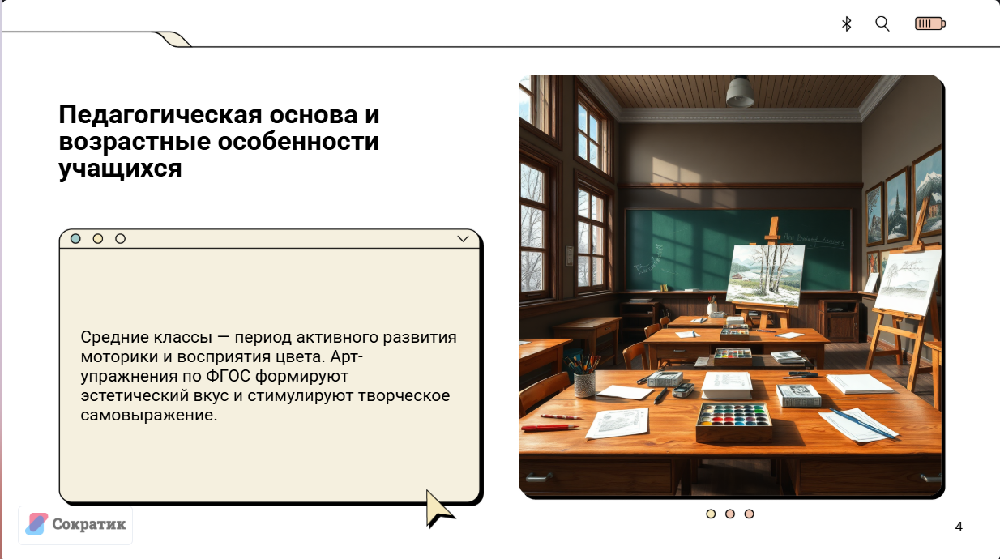 Педагогическая основа и
возрастные особенности
учащихся
Средние классы — период активного развития
моторики и восприятия цвета. Арт-
упражнения по ФГОС формируют
эстетический вкус и стимулируют творческое
самовыражение.
Сократик
4